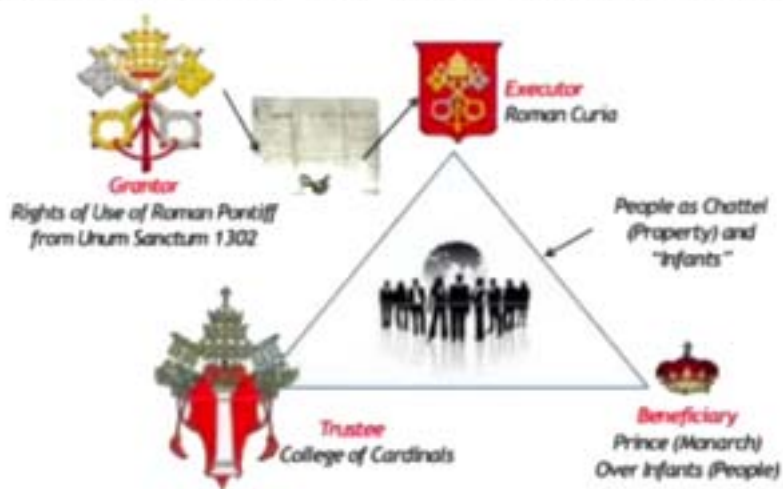 Grantor
Rights of Use of Roman Pontiff
from Unum Sanctum 1302
Executor
Roman Curia
People as Chattel
(Property) and
"Infants"
Trustee
College of Cardinals
Beneficiary
Prince (Monarch)
Over Infants (People)